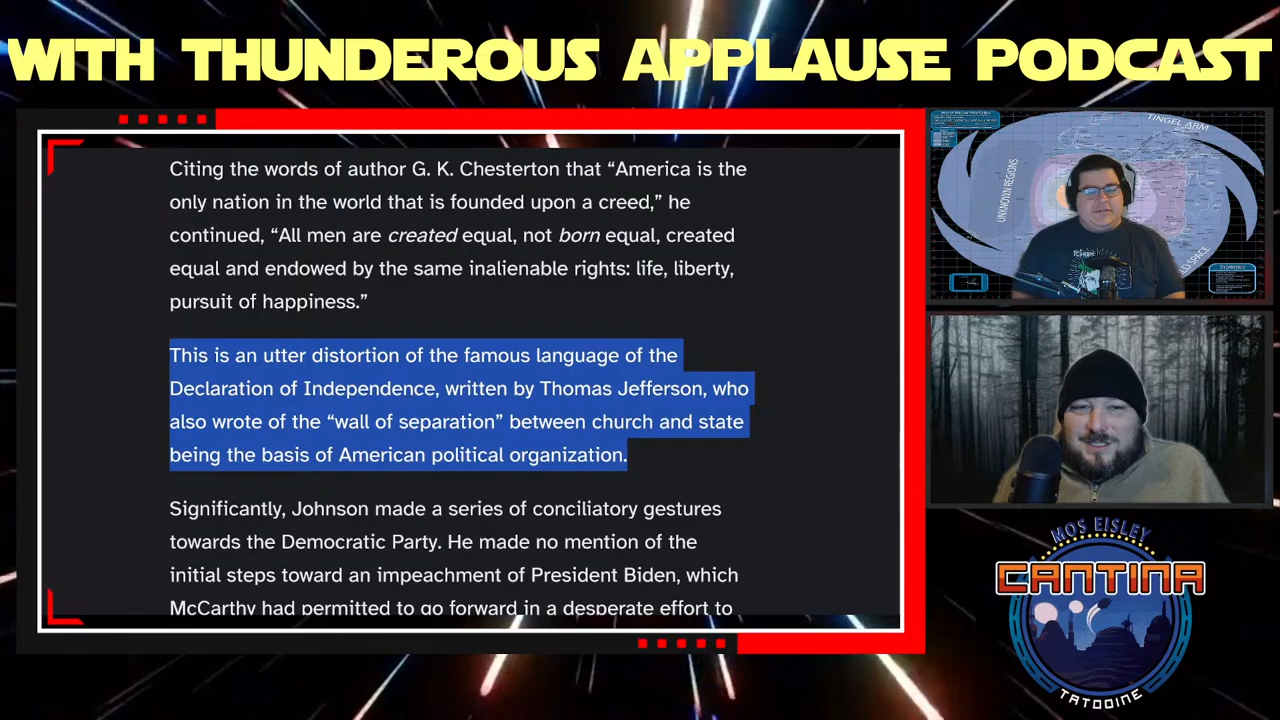 WITH THUNDEROUS APPLAUSE PODCAST
Citing the words of author G. K. Chesterton that “America is the
only nation in the world that is founded upon a creed,” he
continued, “All men are created equal, not born equal, created
equal and endowed by the same inalienable rights: life, liberty,
pursuit of happiness.”
This is an utter distortion of the famous language of the
Declaration of Independence, written by Thomas Jefferson, who
also wrote of the “wall of separation” between church and state
being the basis of American political organization.
Significantly, Johnson made a series of conciliatory gestures
towards the Democratic Party. He made no mention of the
initial steps toward an impeachment of President Biden, which
McCarthy had permitted to go forward in a desperate effort to
TINGEL ARM
UNKNOWN REGIONS
LD SPACE
Statistics
MOS EISLEY
CANTINA
TATOOINE